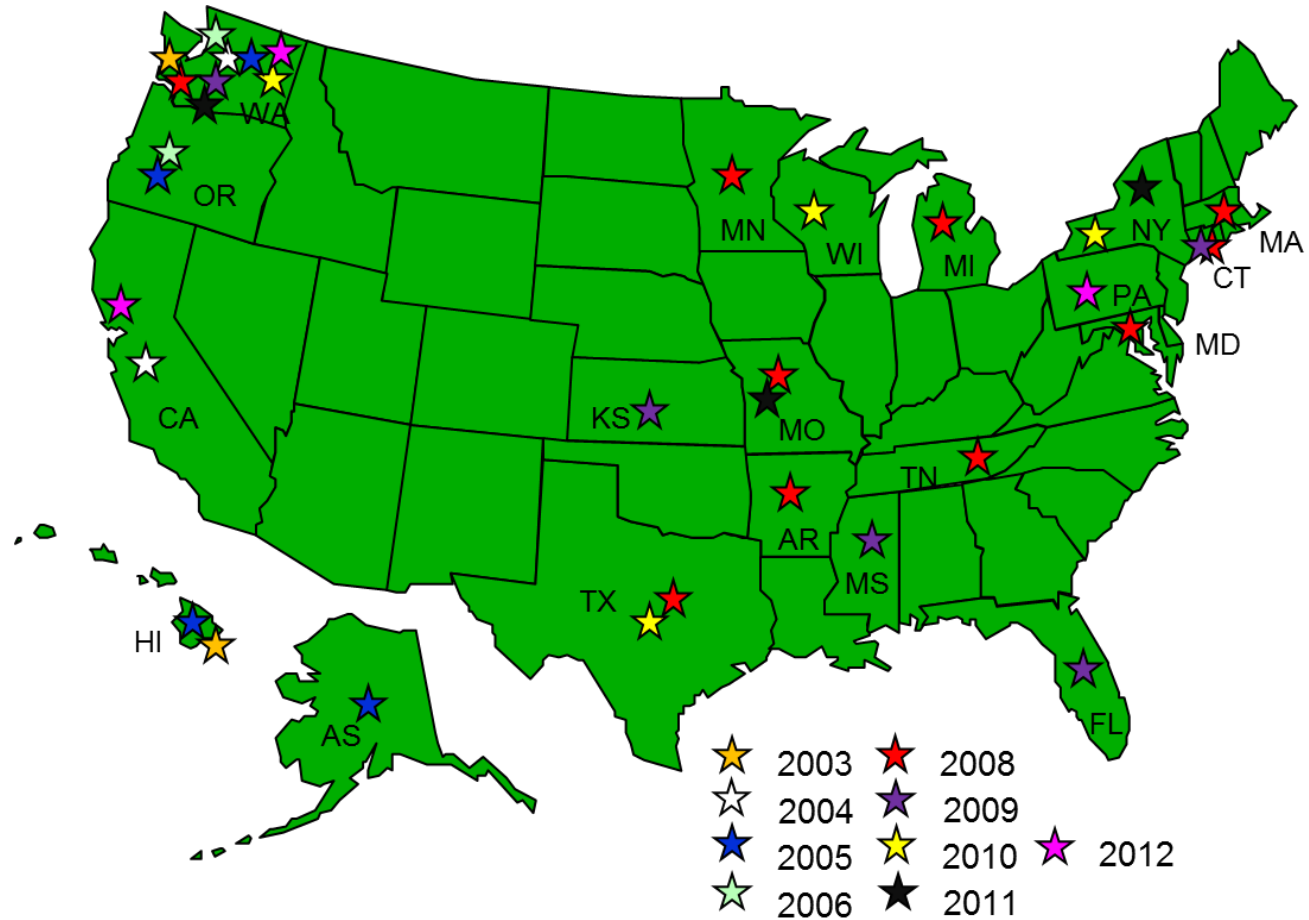 WA
OR
MN
WI
MI
NY
MA
CT
PA
MD
CA
KS
MO
TN
AR
MS
TX
HI
AS
FL
2003 2008
2004 2009
2005 2010 2012
2006 2011